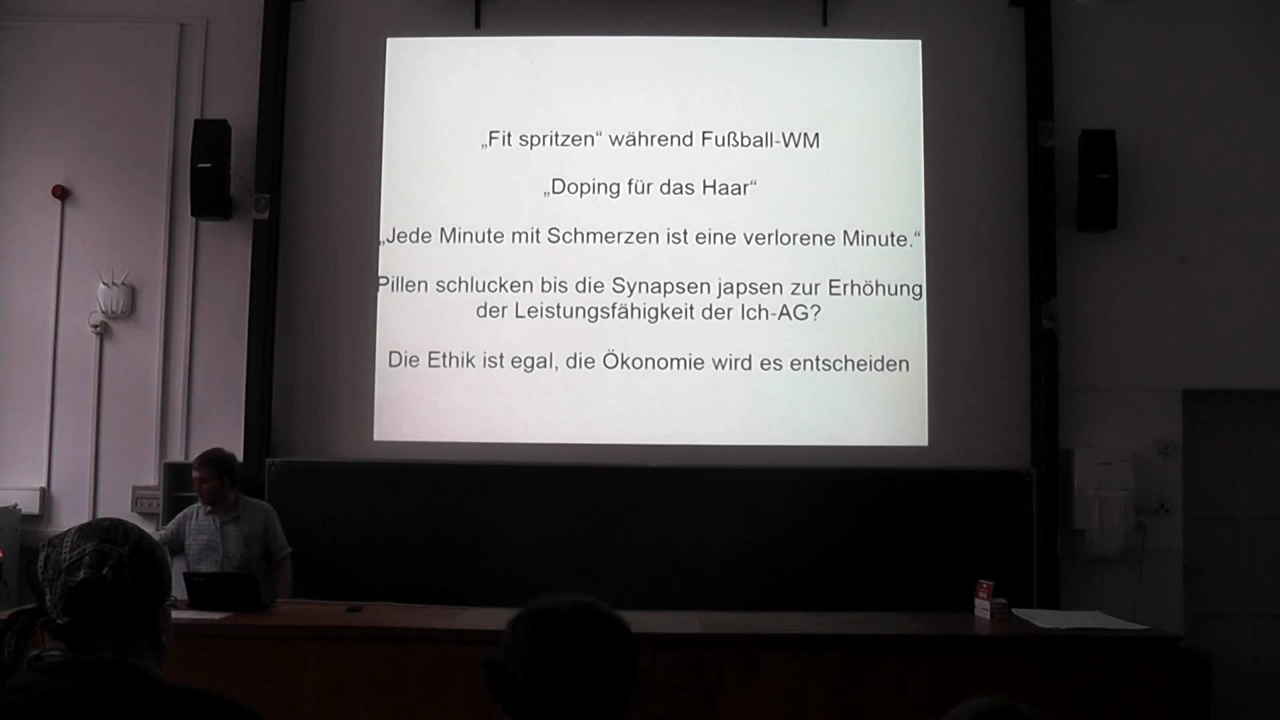 „Fit spritzen“ während Fußball-WM
„Doping für das Haar“
„Jede Minute mit Schmerzen ist eine verlorene Minute.“
Pillen schlucken bis die Synapsen japsen zur Erhöhung
der Leistungsfähigkeit der Ich-AG?
Die Ethik ist egal, die Ökonomie wird es entscheiden